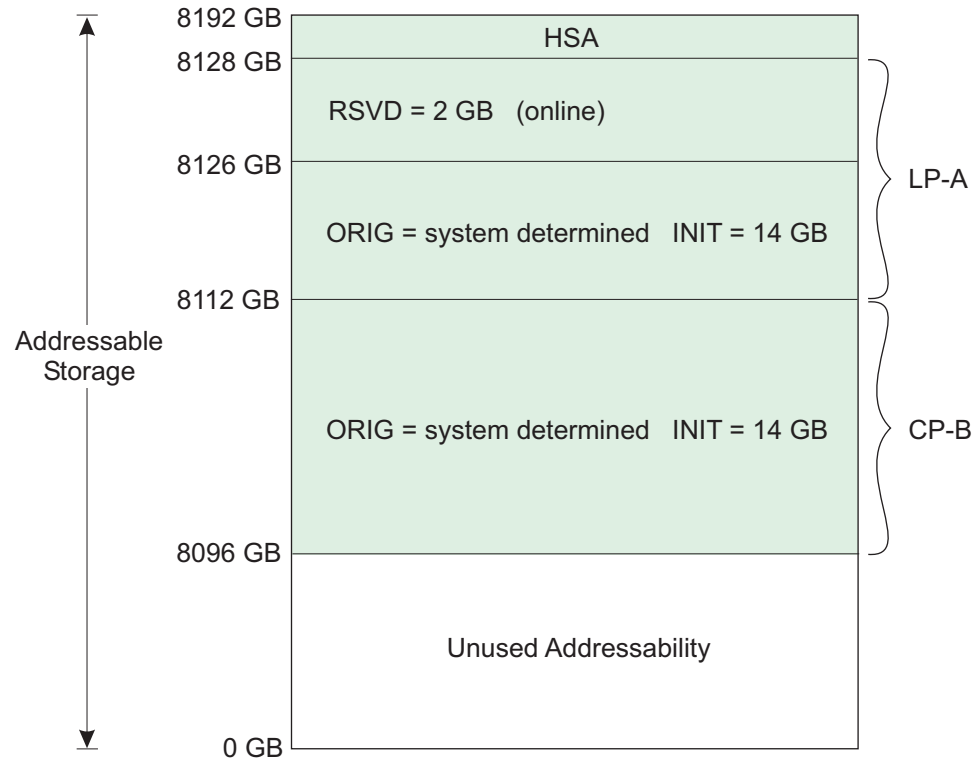 8192 GB
HSA
8128 GB
RSVD = 2 GB (online)
8126 GB
LP-A
ORIG = system determined INIT = 14 GB
8112 GB
Addressable
Storage
ORIG = system determined INIT = 14 GB
CP-B
8096 GB
Unused Addressability
0 GB